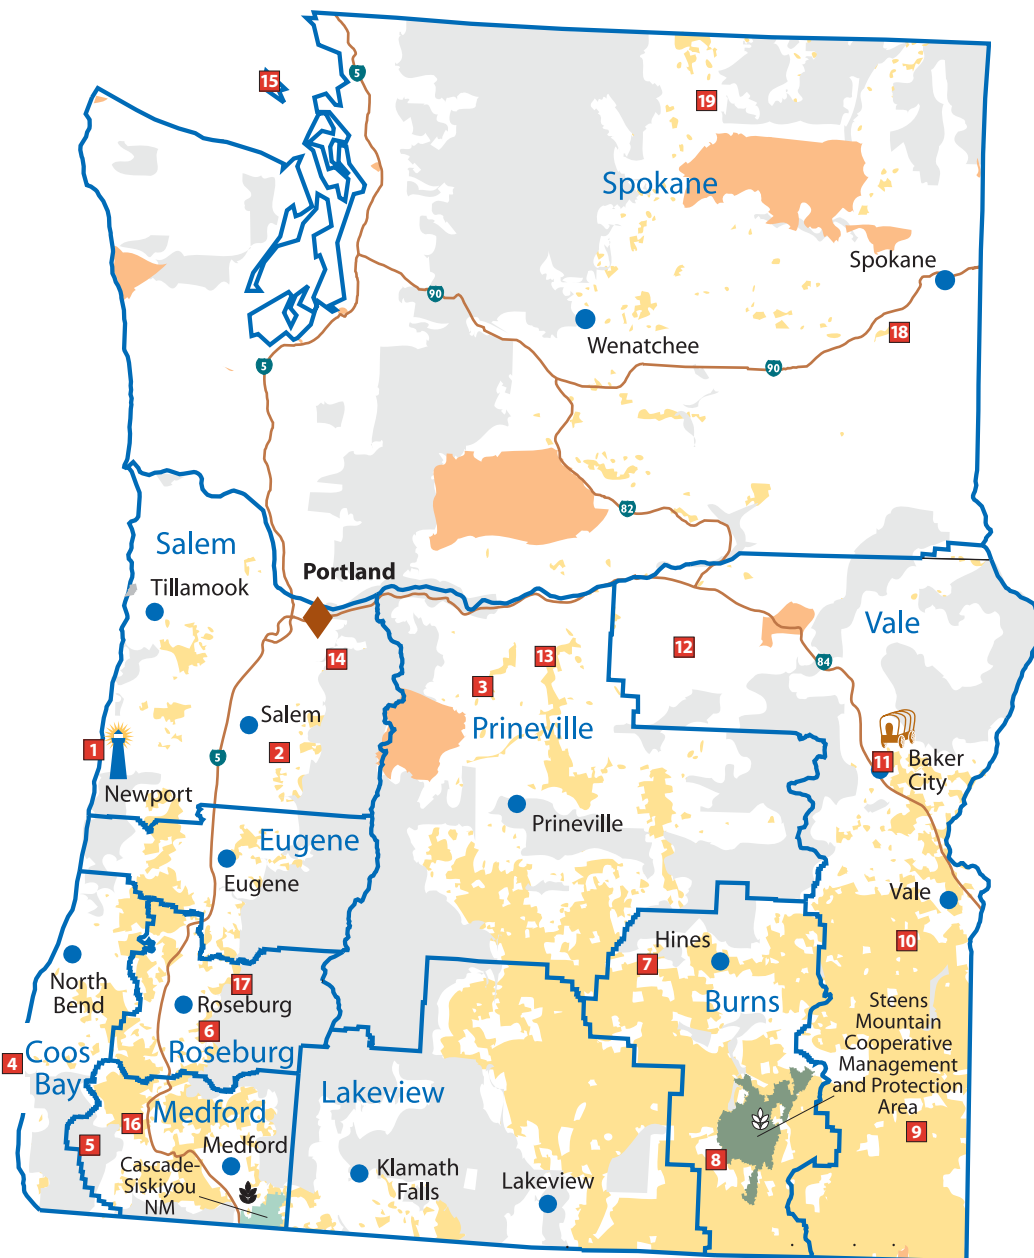 5
15
19
Spokane
Spokane
90
18
Wenatchee
5
90
82
Salem
Portland
Tillamook
Vale
14
13
12
84
3
Salem
Prineville
1
2
5
11
Baker
City
Newport
Prineville
Eugene
Eugene
Vale
Hines
10
North
Bend
17
7
Roseburg
Burns
Steens
Mountain
Cooperative
Management
and Protection
Area
6
Coos
Bay
Roseburg
4
Lakeview
Medford
16
9
5
Medford
8
Cascade-
Siskiyou
NM
Klamath
Falls
Lakeview